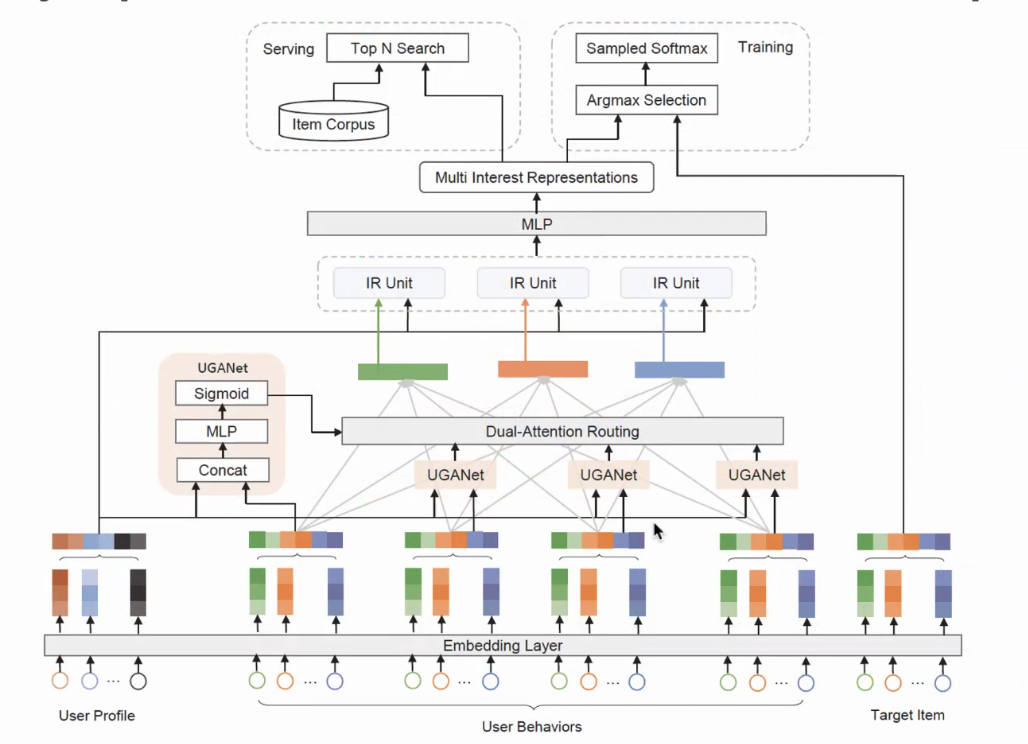 Serving
Top N Search
Sampled Softmax
Training
Item Corpus
Argmax Selection
Multi Interest Representations
MLP
IR Unit
IR Unit
IR Unit
UGANet
Sigmoid
MLP
Concat
Dual-Attention Routing
UGANet
UGANet
UGANet
Embedding Layer
...
...
...
...
...
...
User Profile
User Behaviors
Target Item